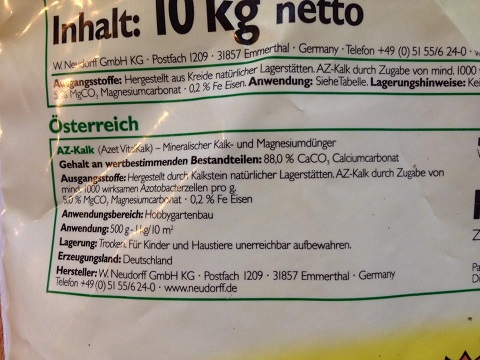 Inhalt: 10 kg netto
W. Neudorff GmbH KG · Postfach 1209 · 31857 Emmerthal · Germany · Telefon +49 (0) 51 55/6 24-0 ·
Ausgangsstoffe: Hergestellt aus Kreide natürlicher Lagerstätten. AZ-Kalk durch Zugabe von mind. 1000
% MgCO₃ Magnesiumcarbonat · 0,2 % Fe Eisen. Anwendung: Siehe Tabelle. Lagerungshinweise:
Österreich
AZ-Kalk (Azet VitalKalk) – Mineralischer Kalk- und Magnesiumdünger
Gehalt an wertbestimmenden Bestandteilen: 88,0 % CaCO₃ Calciumcarbonat
Ausgangsstoffe: Hergestellt durch Kalkstein natürlicher Lagerstätten. AZ-Kalk durch Zugabe von
mind. 1000 wirksamen Azotobacterzellen pro g.
5,0 % MgCO₃ Magnesiumcarbonat · 0,2 % Fe Eisen
Anwendungsbereich: Hobbygartenbau
Anwendung: 500 g - 1 kg/10 m²
Lagerung: Trocken. Für Kinder und Haustiere unerreichbar aufbewahren.
Erzeugungsland: Deutschland
Hersteller: W. Neudorff GmbH KG · Postfach 1209 · 31857 Emmerthal · Germany
Telefon +49 (0) 51 55/6 24-0 · www.neudorff.de